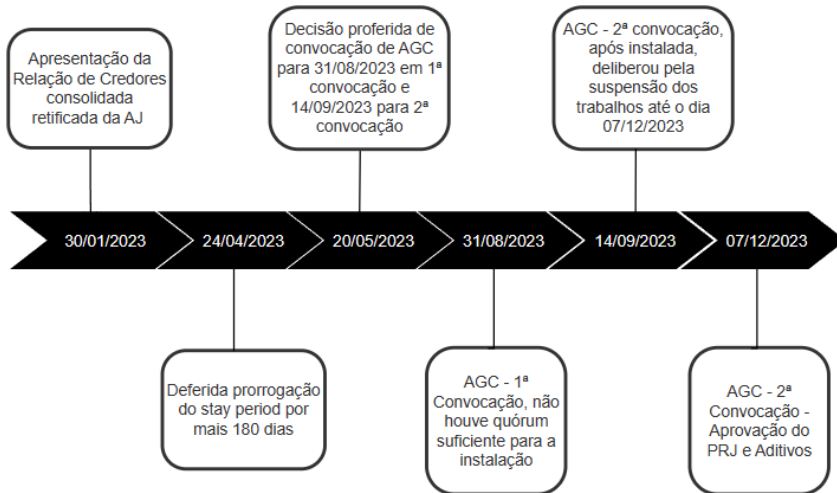 Apresentação da
Relação de Credores
consolidada
retificada da AJ
Decisão proferida de
convocação de AGC
para 31/08/2023 em 1ª
convocação e
14/09/2023 para 2ª
convocação
AGC - 2ª convocação,
após instalada,
deliberou pela
suspensão dos
trabalhos até o dia
07/12/2023
30/01/2023
24/04/2023
20/05/2023
31/08/2023
14/09/2023
07/12/2023
Deferida prorrogação
do stay period por
mais 180 dias
AGC - 1ª
Convocação, não
houve quórum
suficiente para a
instalação
AGC - 2ª
Convocação -
Aprovação do
PRJ e Aditivos